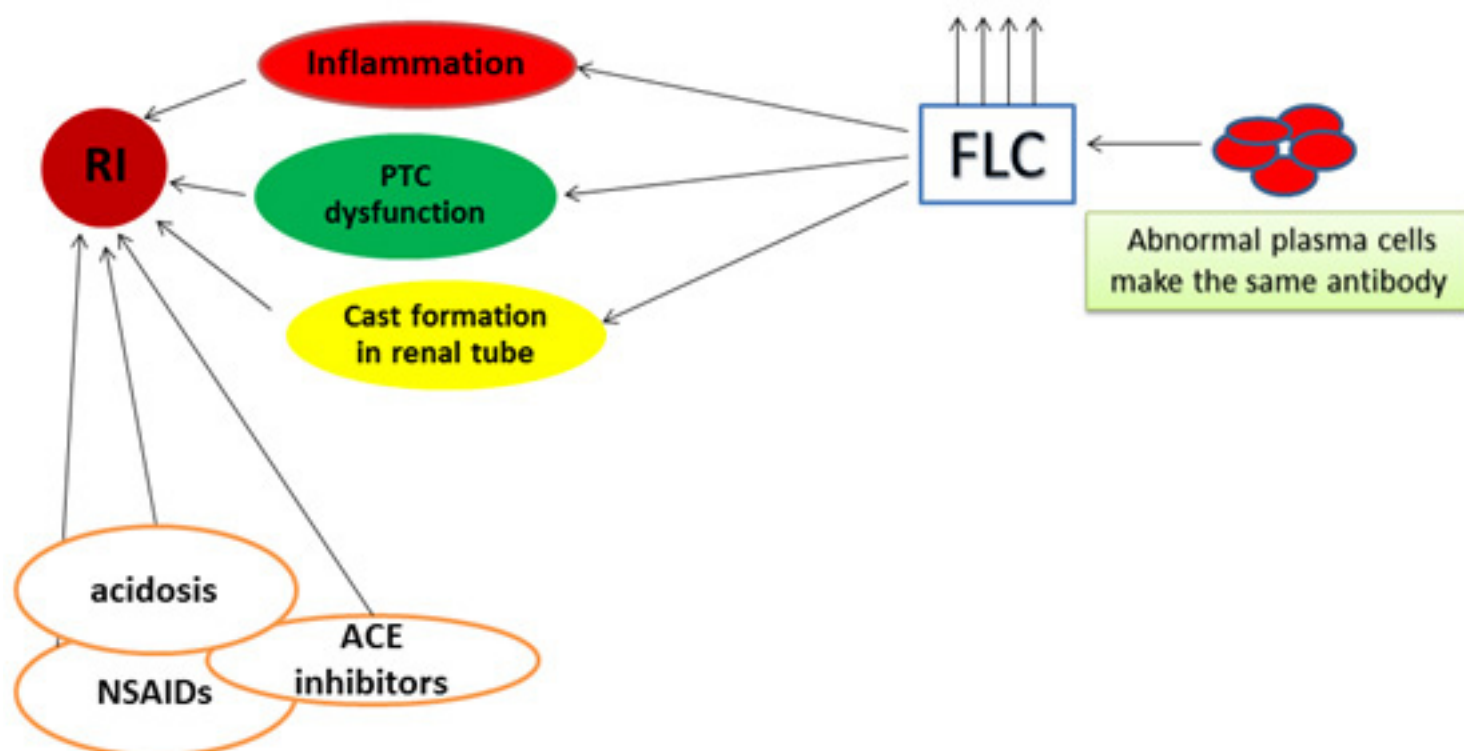 Inflammation
RI
PTC
dysfunction
Cast formation
in renal tube
FLC
Abnormal plasma cells
make the same antibody
acidosis
ACE
inhibitors
NSAIDs